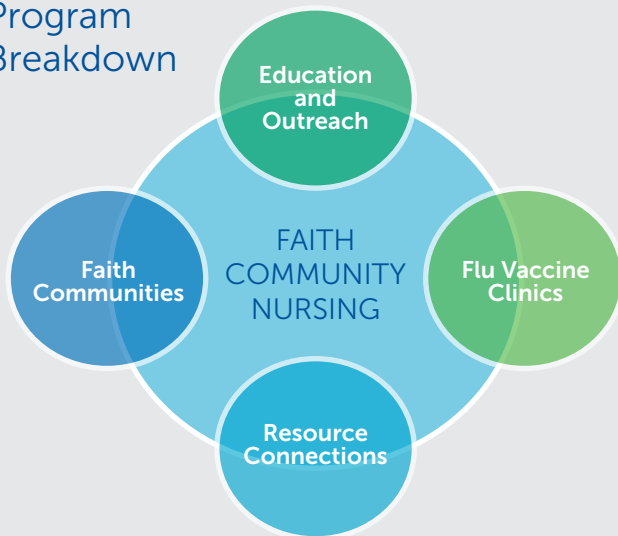 Program
Breakdown
Education
and
Outreach
Faith
Communities
FAITH
COMMUNITY
NURSING
Flu Vaccine
Clinics
Resource
Connections